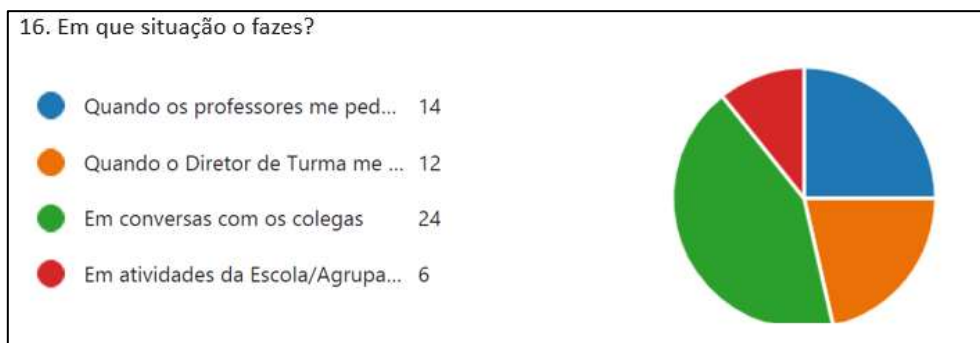 16. Em que situação o fazes?
Quando os professores me ped... 14
Quando o Diretor de Turma me ... 12
Em conversas com os colegas 24
Em atividades da Escola/Agrupa... 6